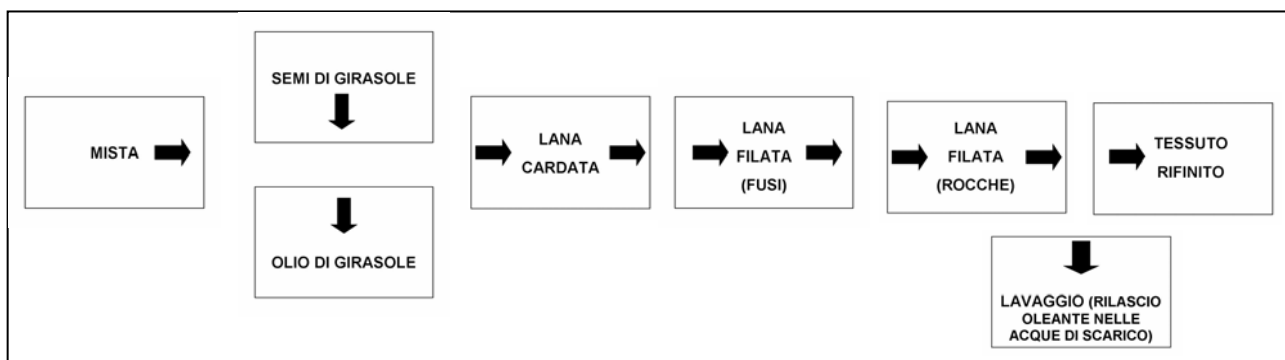 MISTA
SEMI DI GIRASOLE
OLIO DI GIRASOLE
LANA
CARDATA
LANA
FILATA
(FUSI)
LANA
FILATA
(ROCCHE)
TESSUTO
RIFINITO
LAVAGGIO (RILASCIO
OLEANTE NELLE
ACQUE DI SCARICO)